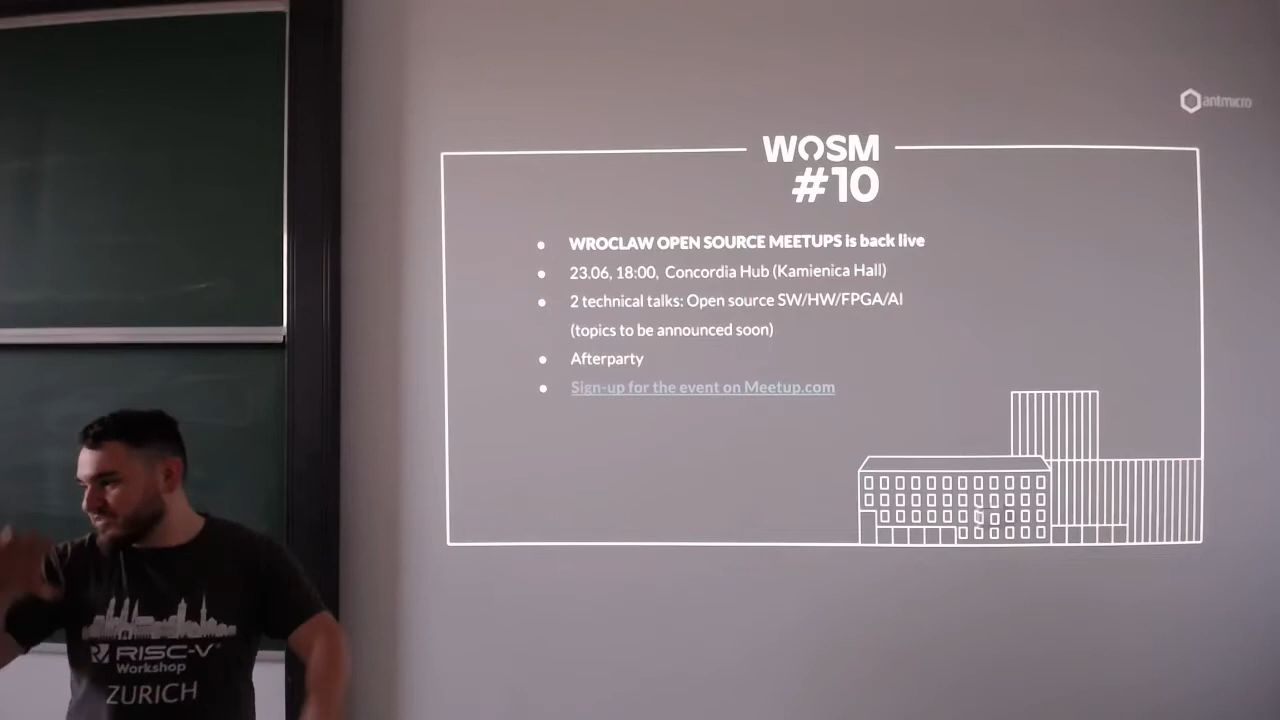 antmicro
WOSM
#10
WROCLAW OPEN SOURCE MEETUPS is back live
23.06, 18:00, Concordia Hub (Kamienica Hall)
2 technical talks: Open source SW/HW/FPGA/AI
(topics to be announced soon)
Afterparty
Sign-up for the event on Meetup.com
RISC-V
Workshop
ZURICH